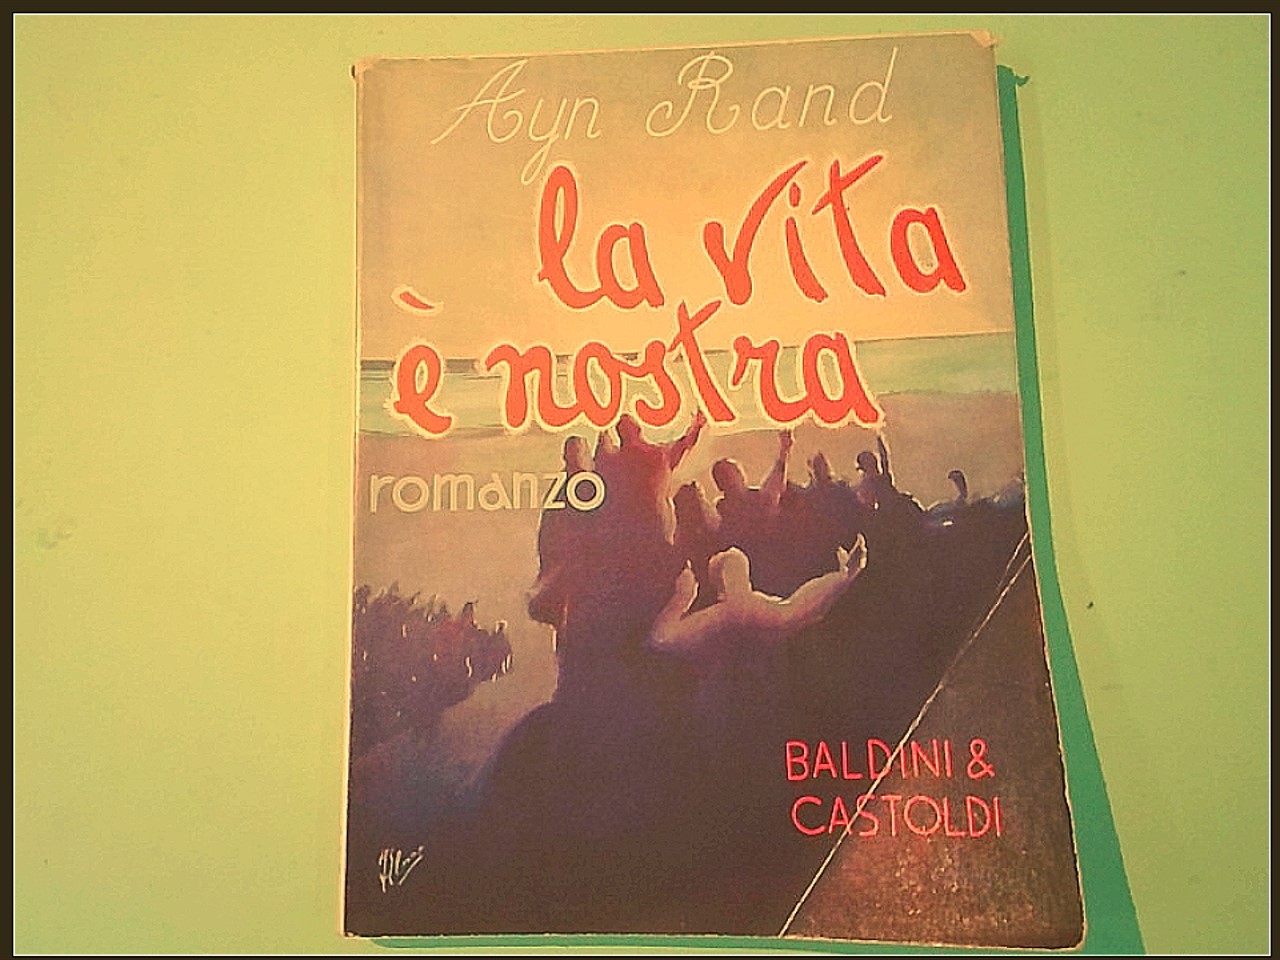 Ayn Rand
la vita
è nostra
romanzo
BALDINI &
CASTOLDI